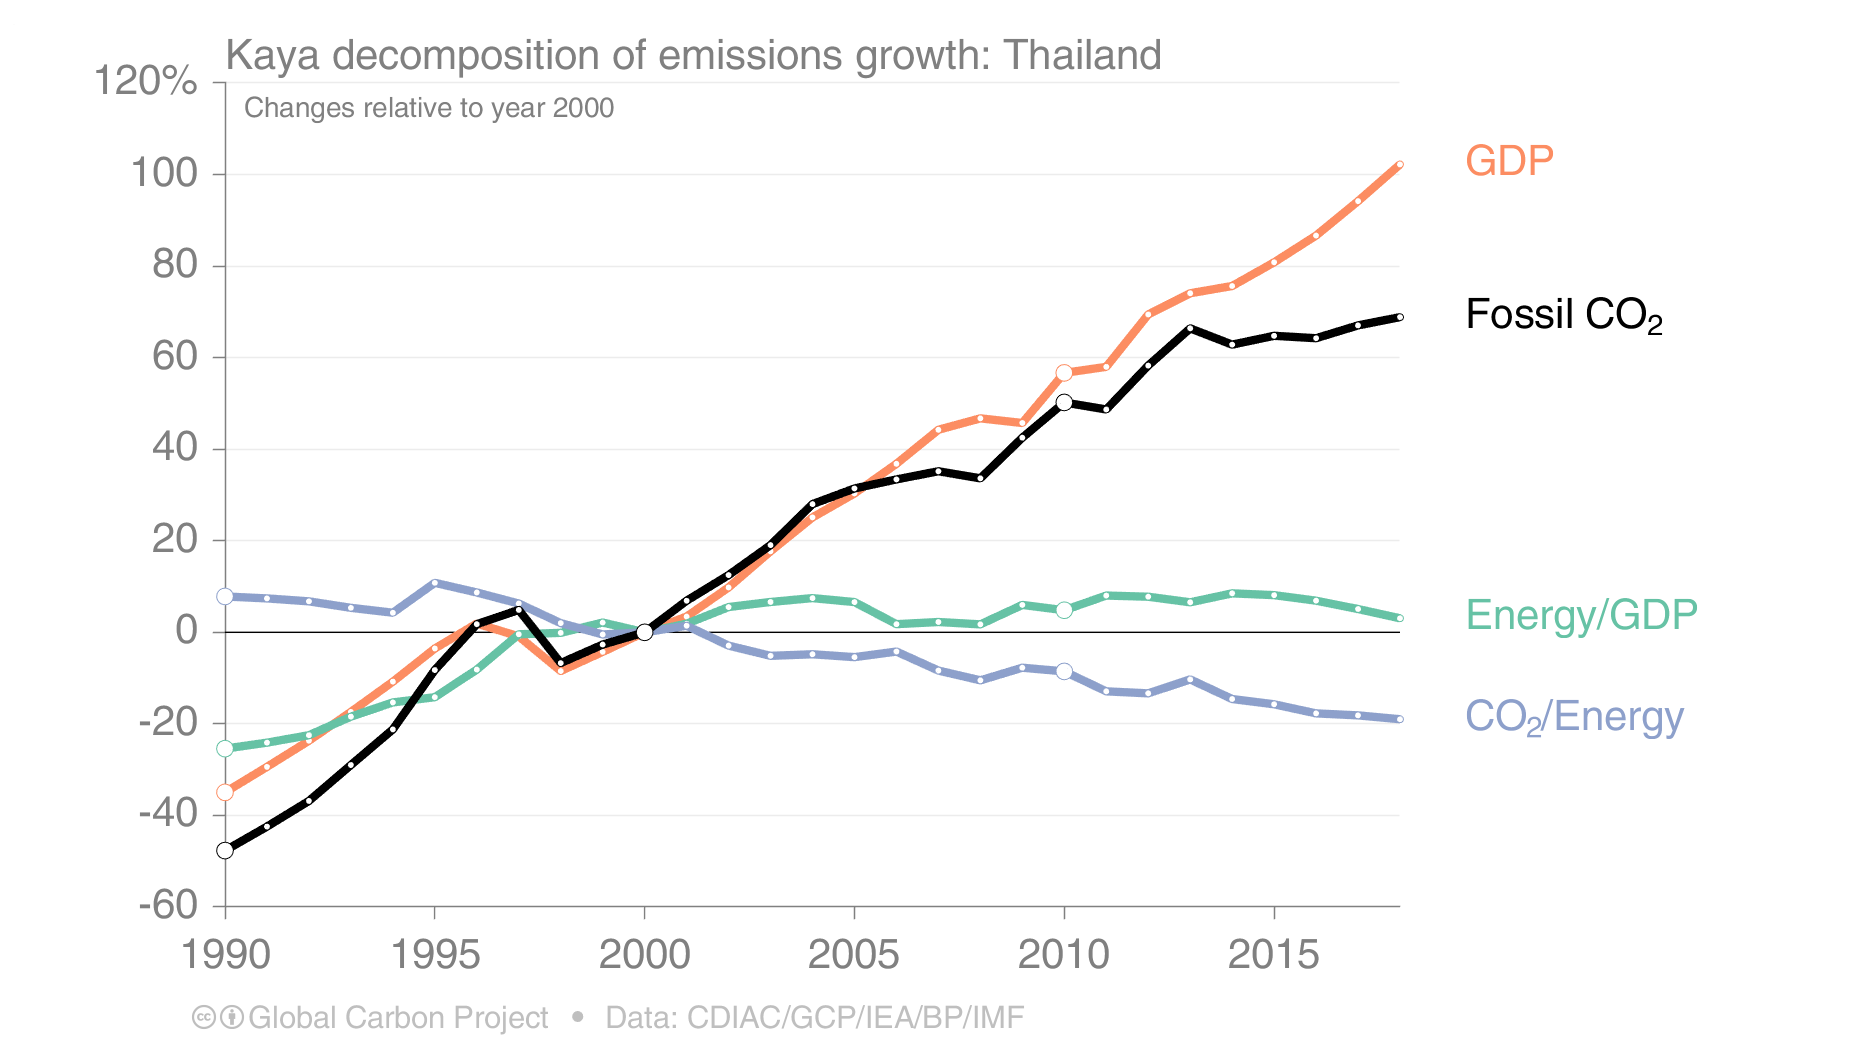 Kaya decomposition of emissions growth: Thailand
120%
Changes relative to year 2000
100
80
60
40
20
0
-20
-40
-60
GDP
Fossil CO₂
Energy/GDP
CO₂/Energy
1990 1995 2000 2005 2010 2015
cc Global Carbon Project • Data: CDIAC/GCP/IEA/BP/IMF